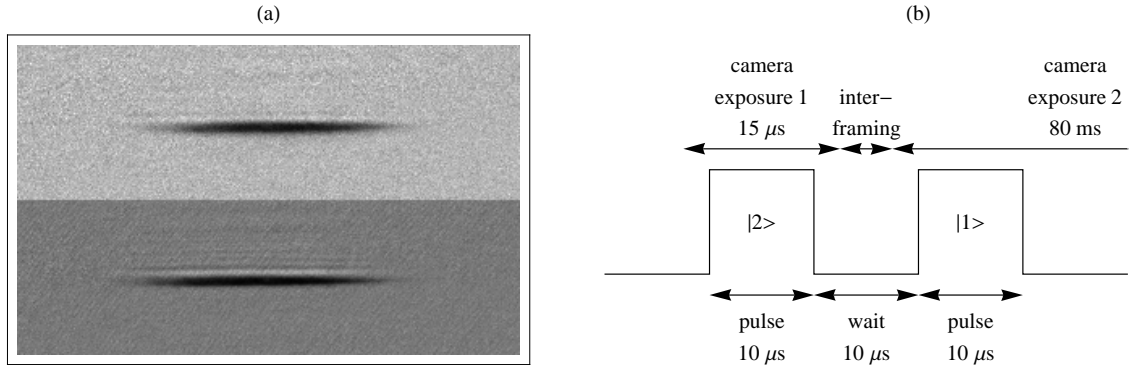 (a)
(b)
camera
exposure 1
15 μs
inter-
framing
camera
exposure 2
80 ms
|2>
|1>
pulse
10 μs
wait
10 μs
pulse
10 μs